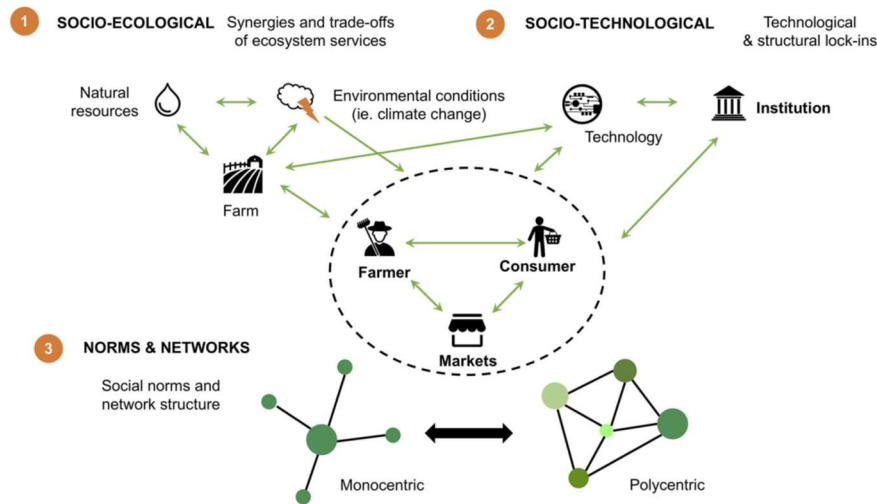 1 SOCIO-ECOLOGICAL
Synergies and trade-offs
of ecosystem services
2 SOCIO-TECHNOLOGICAL
Technological
& structural lock-ins
Natural
resources
Environmental conditions
(ie. climate change)
Technology
Institution
Farm
Farmer
Consumer
Markets
3 NORMS & NETWORKS
Social norms and
network structure
Monocentric
Polycentric